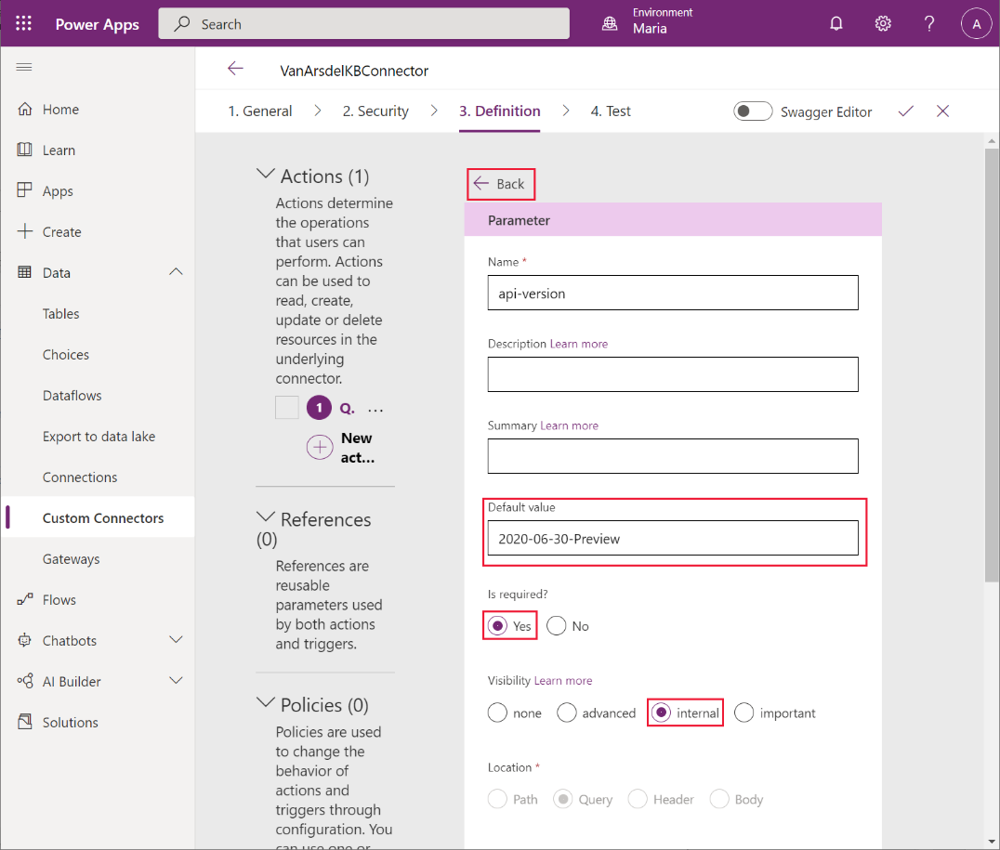 Power Apps
Search
Environment
Maria
A
VanArsdelKBConnector
1. General
2. Security
3. Definition
4. Test
Swagger Editor
Home
Learn
Apps
Create
Data
Tables
Choices
Dataflows
Export to data lake
Connections
Custom Connectors
Gateways
Flows
Chatbots
AI Builder
Solutions
Actions (1)
Actions determine
the operations
that users can
perform. Actions
can be used to
read, create,
update or delete
resources in the
underlying
connector.
1 Q. ...
New
act...
References
(0)
References are
reusable
parameters used
by both actions
and triggers.
Policies (0)
Policies are used
to change the
behavior of
actions and
triggers through
configuration. You
can use one or
Back
Parameter
Name *
api-version
Description Learn more
Summary Learn more
Default value
2020-06-30-Preview
Is required?
Yes No
Visibility Learn more
none advanced internal important
Location *
Path Query Header Body